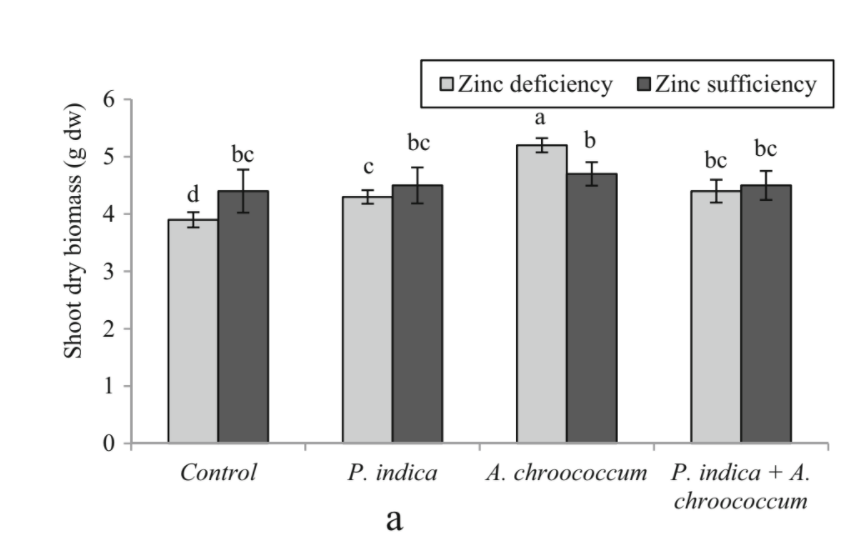 Zinc deficiency Zinc sufficiency
Shoot dry biomass (g dw)
6
5
4
3
2
1
0
d bc c bc a b bc bc
Control P. indica A. chroococcum P. indica + A.
chroococcum
a